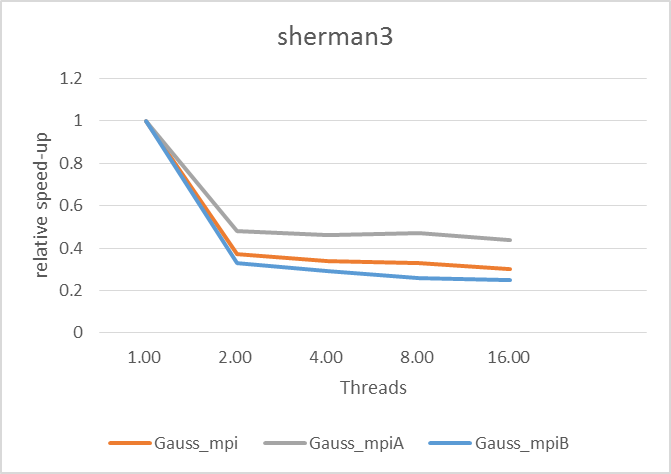 sherman3
1.2
1
0.8
0.6
0.4
0.2
0
relative speed-up
1.00 2.00 4.00 8.00 16.00
Threads
Gauss_mpi Gauss_mpiA Gauss_mpiB